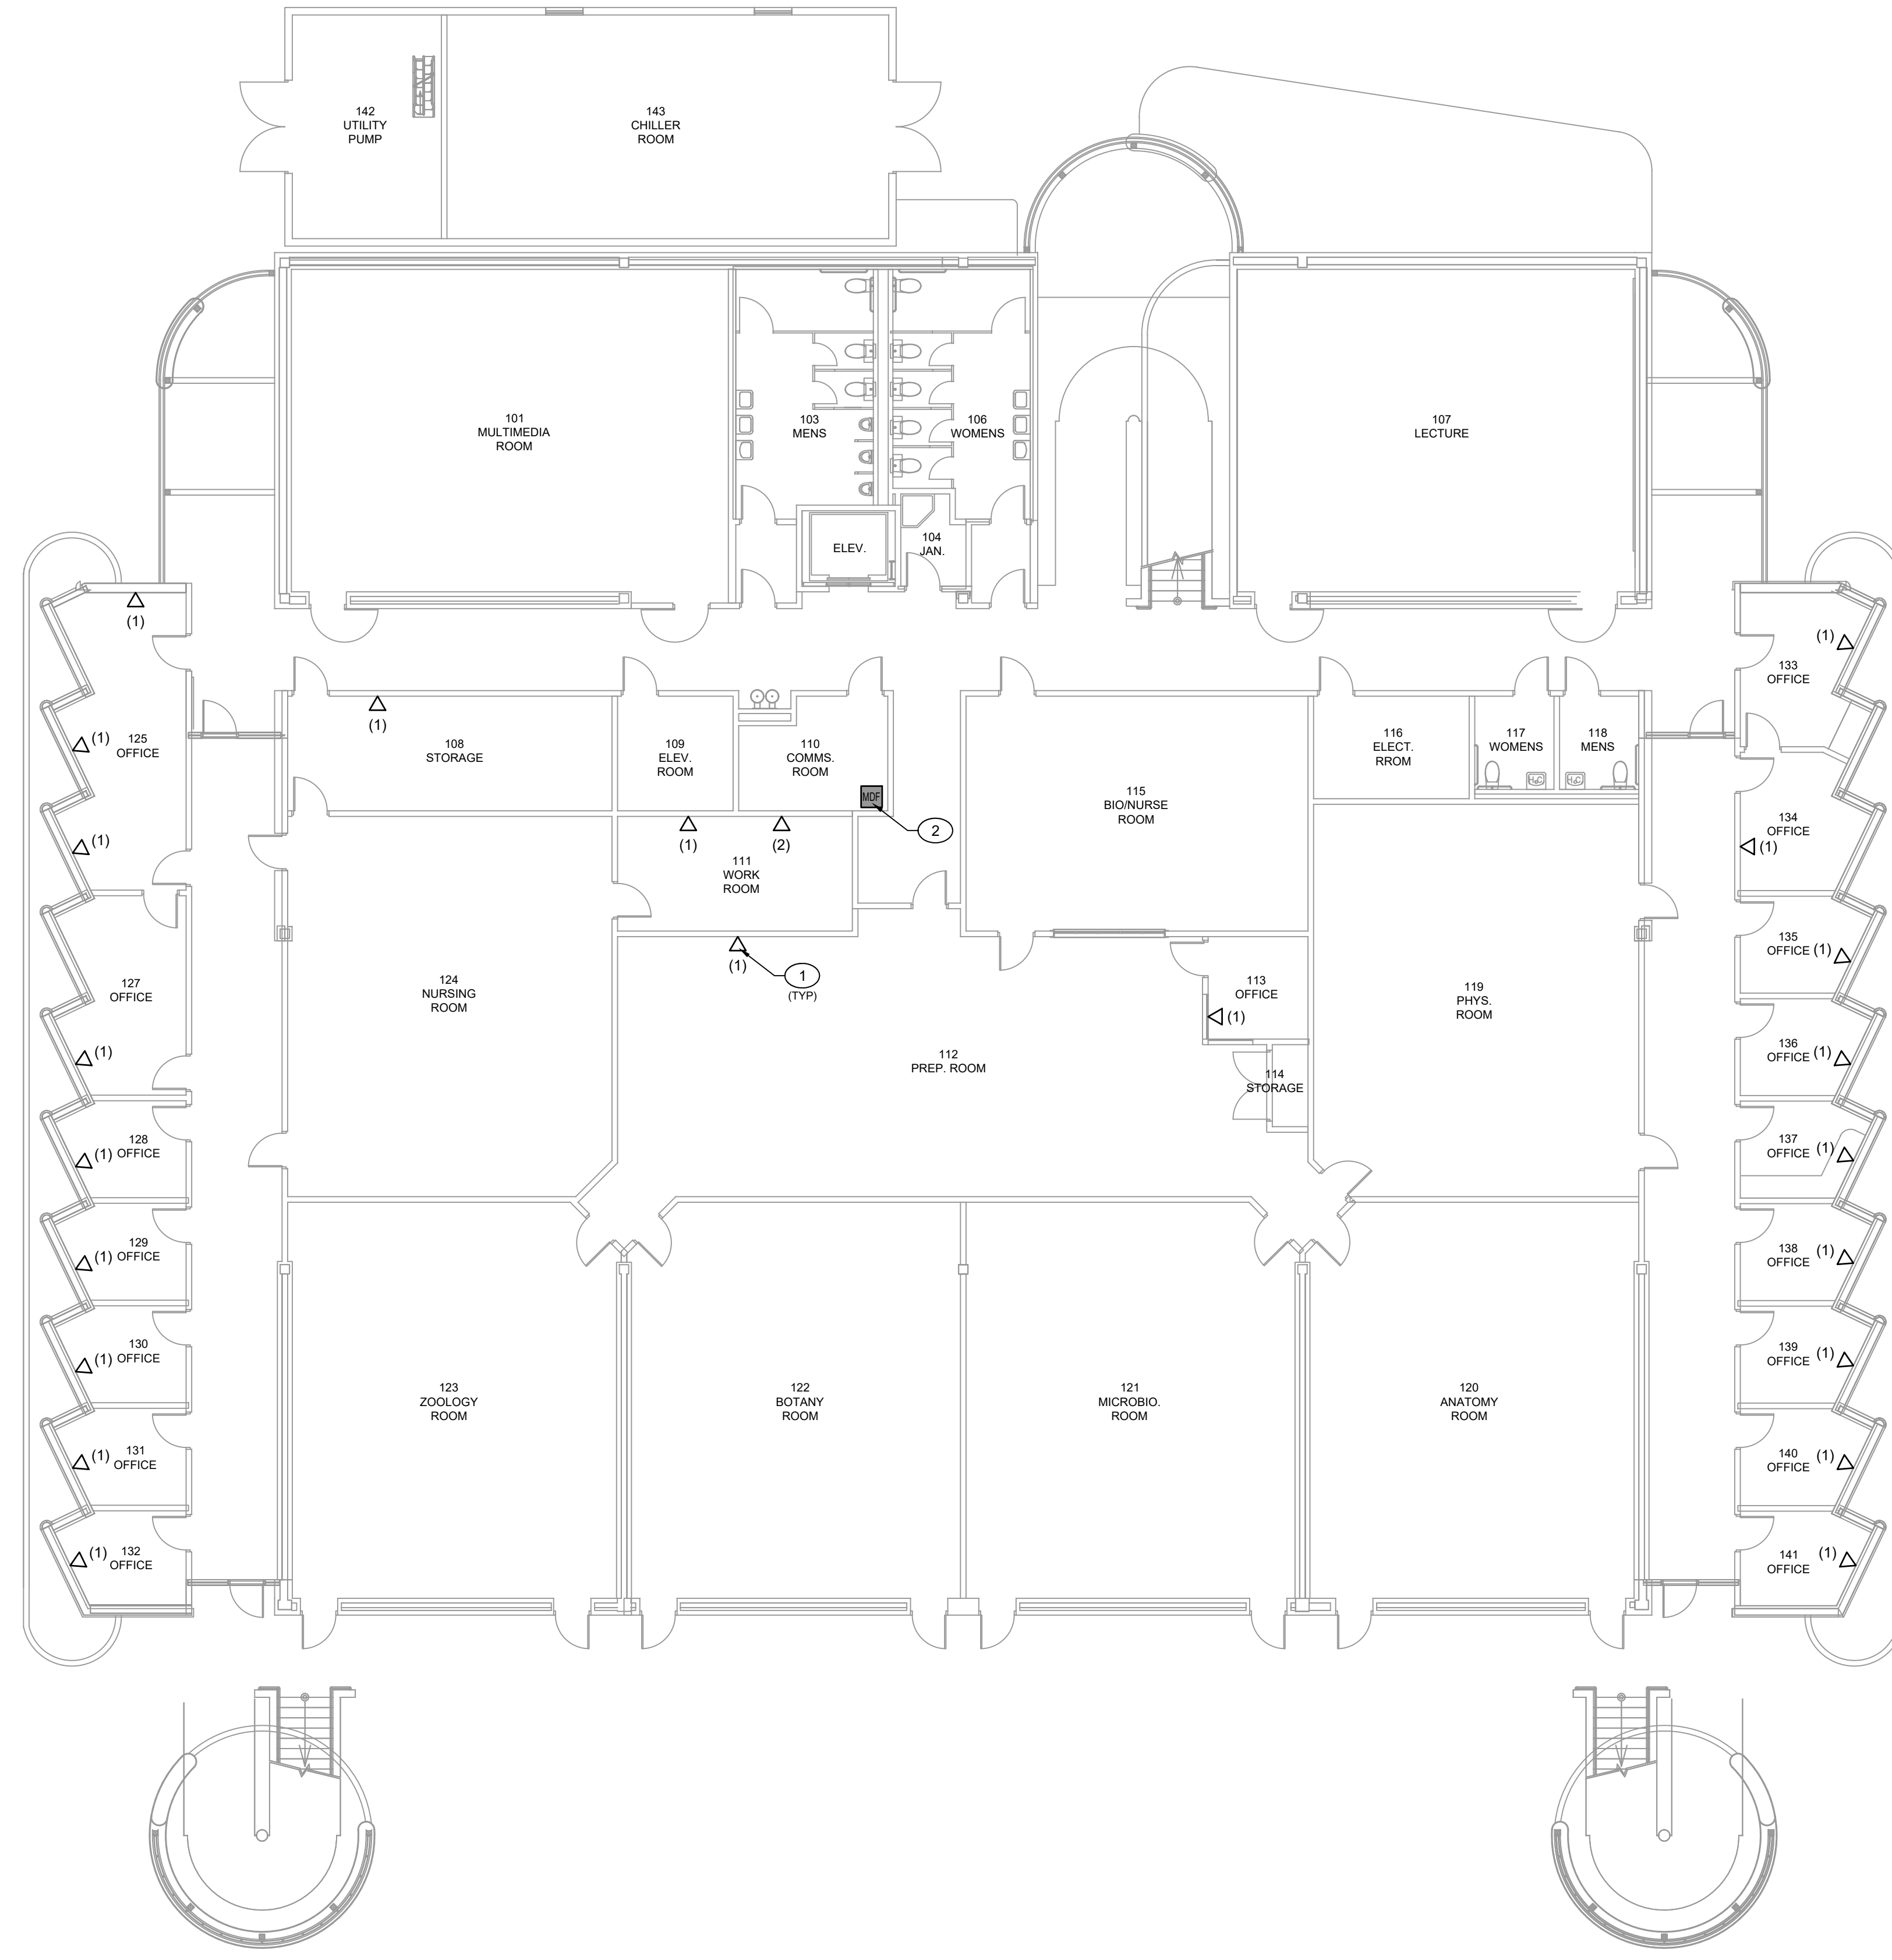 142
UTILITY
PUMP
143
CHILLER
ROOM
101
MULTIMEDIA
ROOM
103
MENS
106
WOMENS
107
LECTURE
ELEV.
104
JAN.
(1)
(1)
125
OFFICE
(1)
(1)
108
STORAGE
109
ELEV.
ROOM
110
COMMS.
ROOM
MDF
2
(1)
(2)
111
WORK
ROOM
115
BIO/NURSE
ROOM
116
ELECT.
RROM
117
WOMENS
118
MENS
H&C
H&C
(1)
133
OFFICE
134
OFFICE
(1)
127
OFFICE
(1)
124
NURSING
ROOM
(1)
1
(TYP)
113
OFFICE
(1)
112
PREP. ROOM
114
STORAGE
119
PHYS.
ROOM
135
OFFICE (1)
136
OFFICE (1)
137
OFFICE (1)
128
(1) OFFICE
129
(1) OFFICE
130
(1) OFFICE
131
(1) OFFICE
132
(1) OFFICE
138
OFFICE (1)
139
OFFICE (1)
140
OFFICE (1)
141
OFFICE (1)
123
ZOOLOGY
ROOM
122
BOTANY
ROOM
121
MICROBIO.
ROOM
120
ANATOMY
ROOM